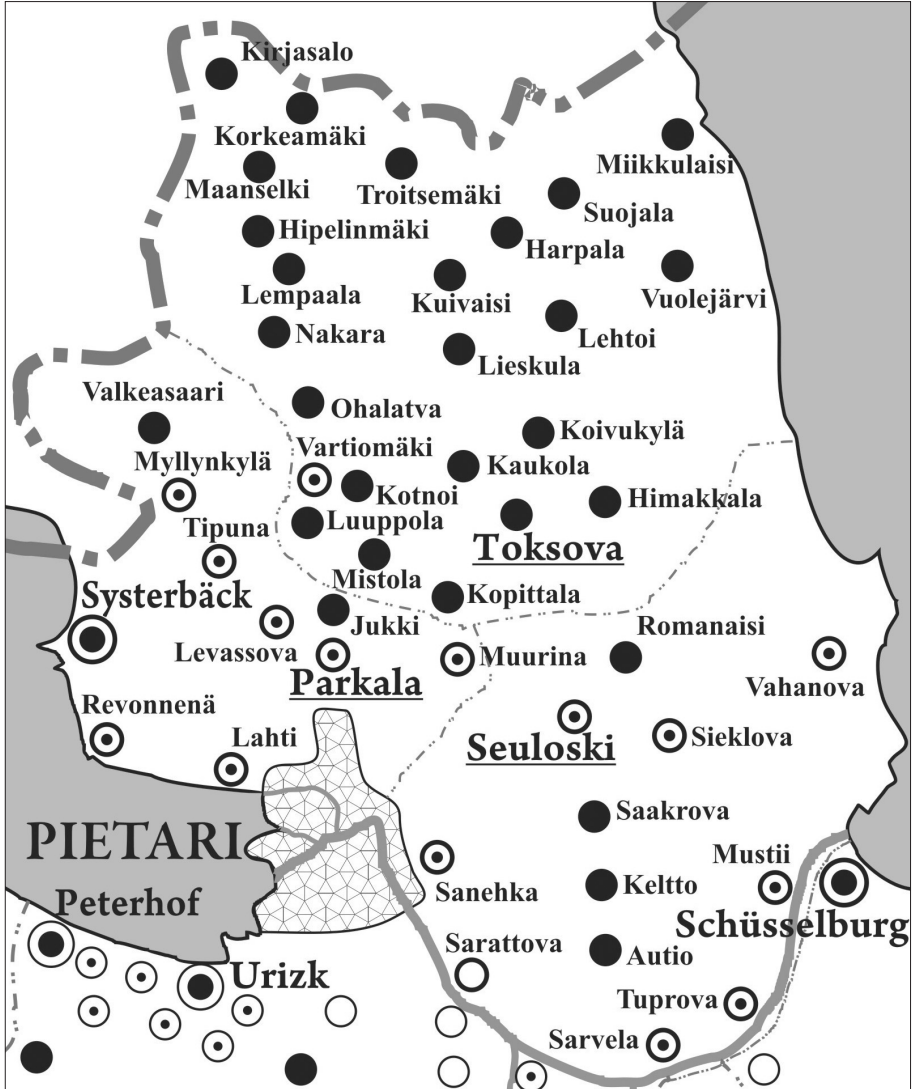 Kirjasalo
Korkeamäki
Miikkulaisi
Maanselki
Troitsemäki
Suojala
Hipelinmäki
Harpala
Lempaala
Kuivaisi
Vuolejärvi
Nakara
Lehtoi
Lieskula
Valkeasaari
Ohalatva
Koivukylä
Vartiomäki
Myllynkylä
Kaukola
Kotnoi
Himakkala
Tipuna
Luuppola
Toksova
Mistola
Systerbäck
Kopittala
Jukki
Romanaisi
Levassova
Muurina
Parkala
Vahanova
Revonnenä
Lahti
Seuloski
Sieklova
Saakrova
PIETARI
Mustii
Sanehka
Keltto
Peterhof
Schüsselburg
Sarattova
Autio
Urizk
Tuprova
Sarvela